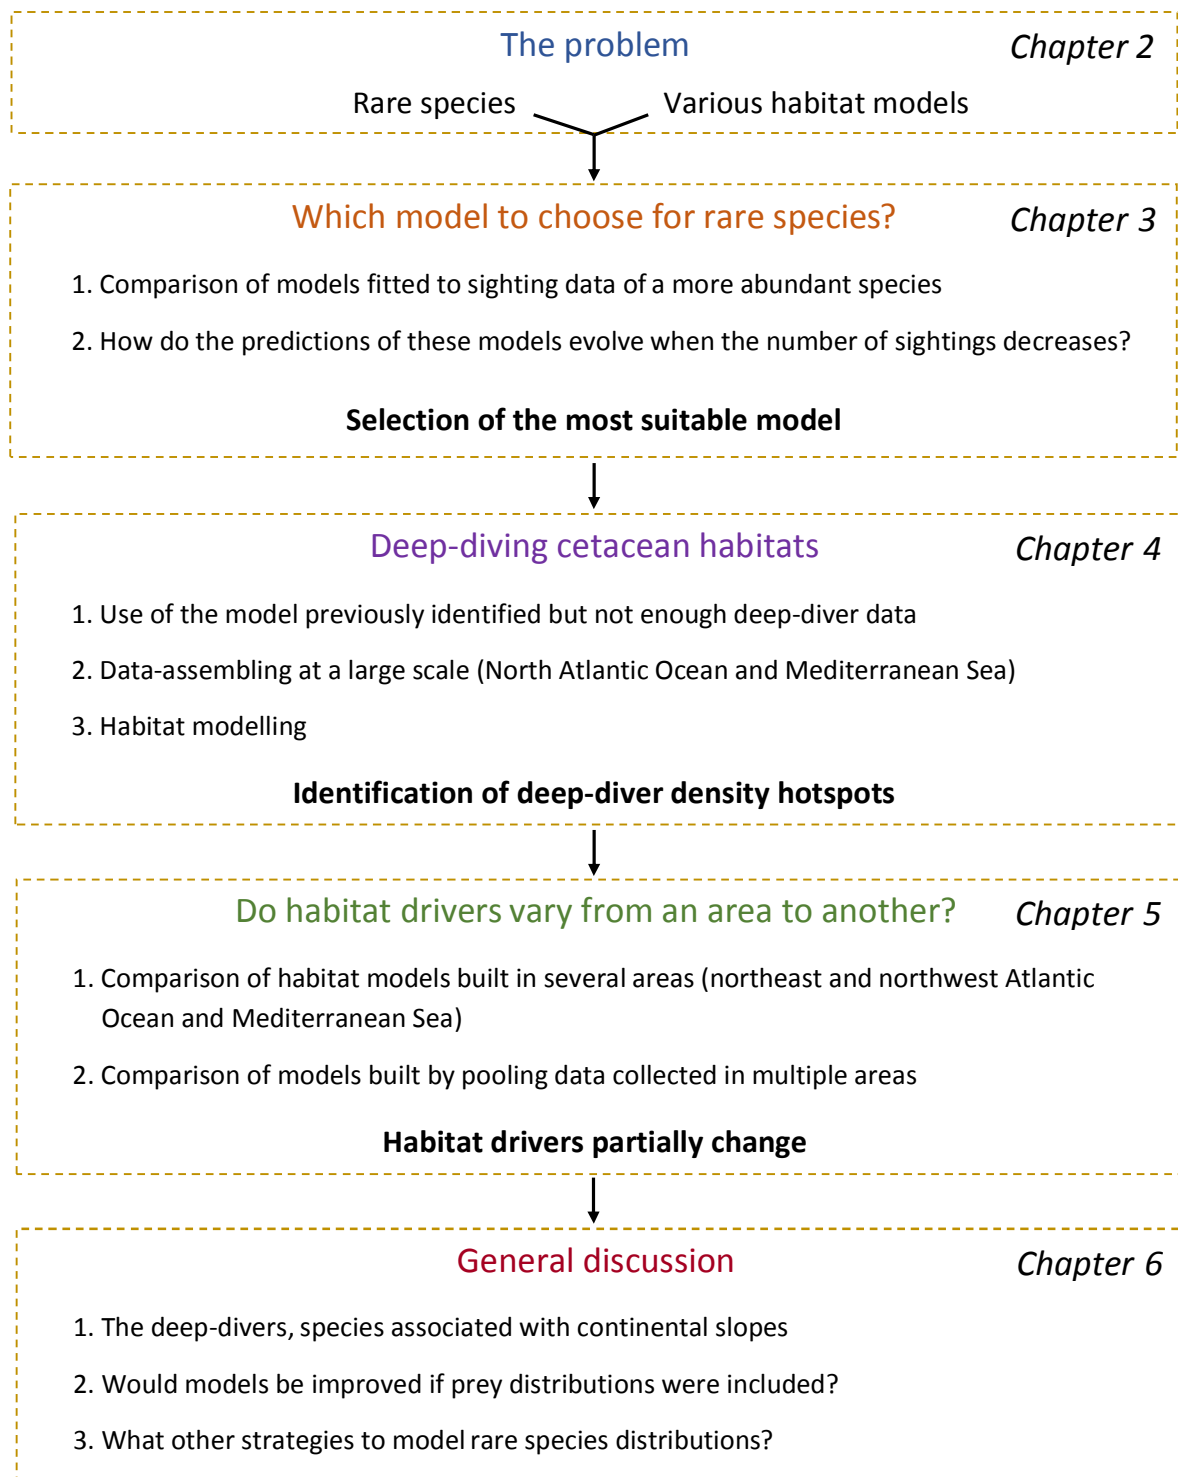 The problem
Chapter 2
Rare species
Various habitat models
Which model to choose for rare species?
Chapter 3
1. Comparison of models fitted to sighting data of a more abundant species
2. How do the predictions of these models evolve when the number of sightings decreases?
Selection of the most suitable model
Deep-diving cetacean habitats
Chapter 4
1. Use of the model previously identified but not enough deep-diver data
2. Data-assembling at a large scale (North Atlantic Ocean and Mediterranean Sea)
3. Habitat modelling
Identification of deep-diver density hotspots
Do habitat drivers vary from an area to another?
Chapter 5
1. Comparison of habitat models built in several areas (northeast and northwest Atlantic
Ocean and Mediterranean Sea)
2. Comparison of models built by pooling data collected in multiple areas
Habitat drivers partially change
General discussion
Chapter 6
1. The deep-divers, species associated with continental slopes
2. Would models be improved if prey distributions were included?
3. What other strategies to model rare species distributions?